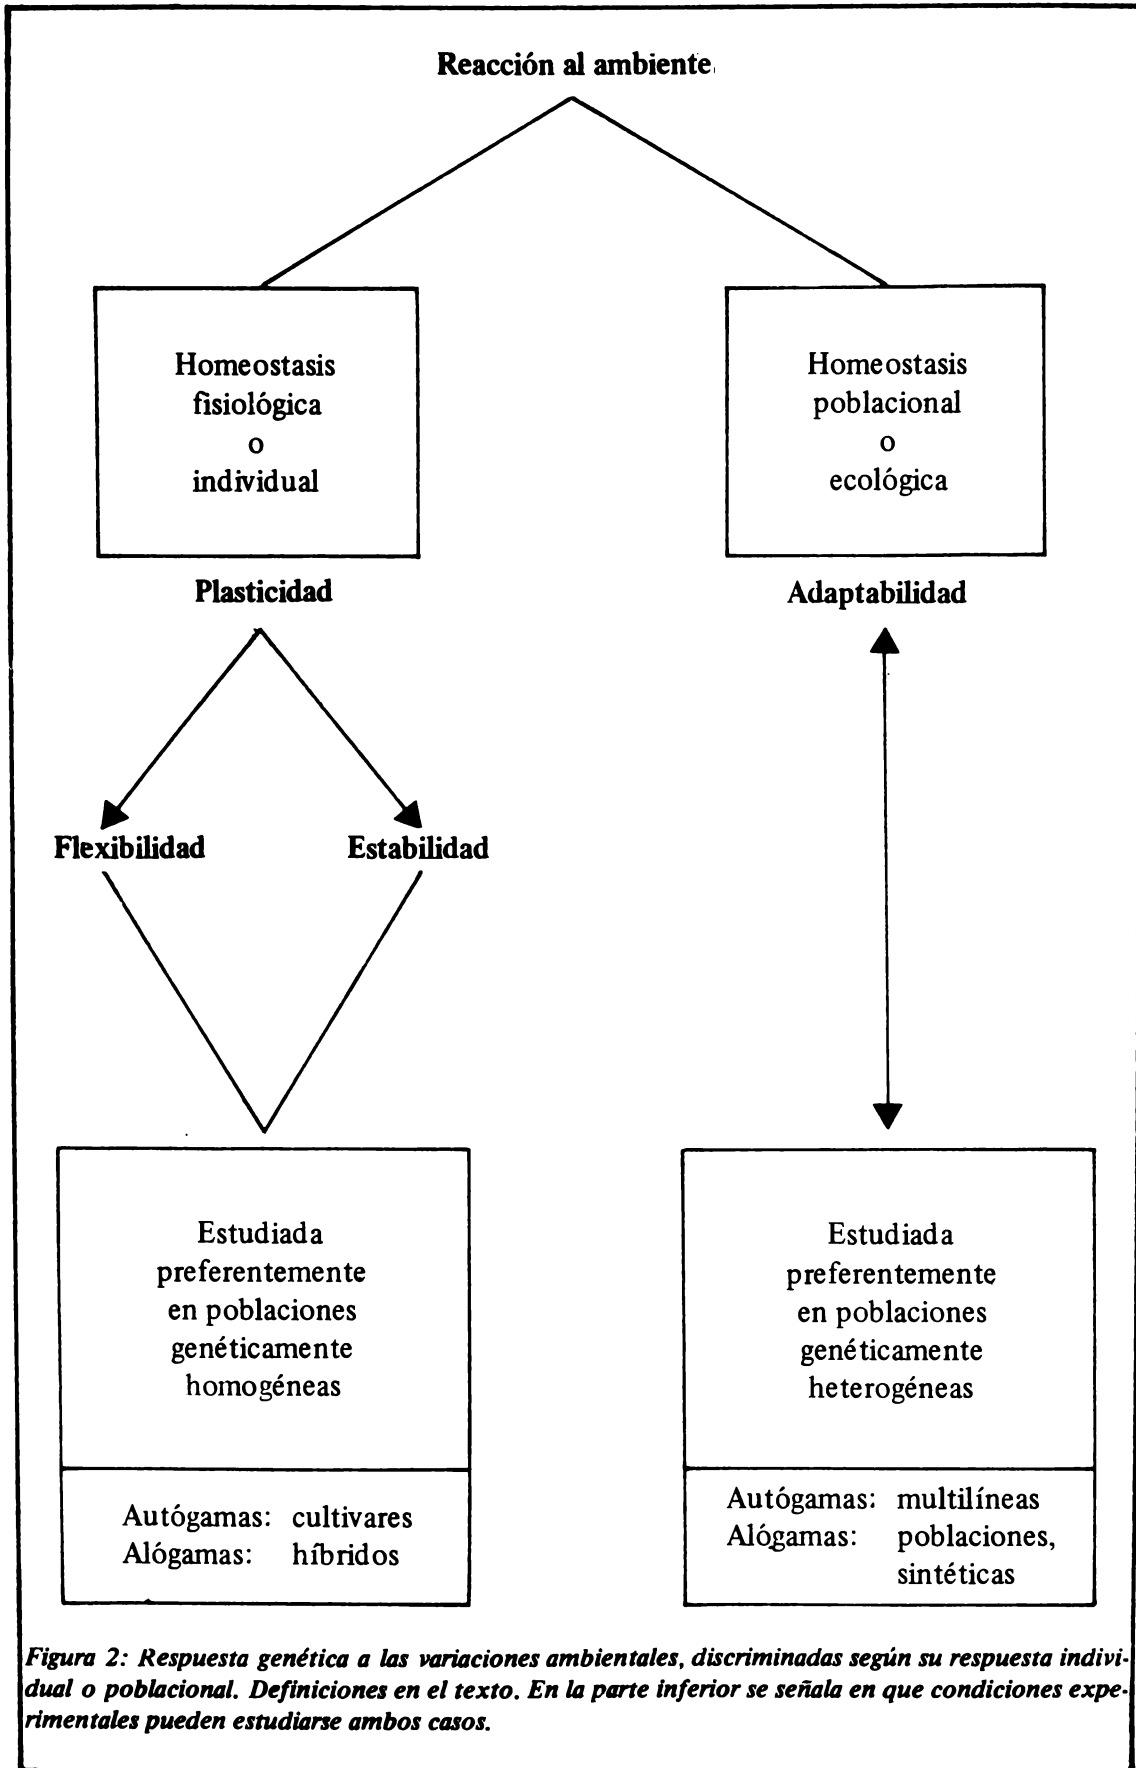 Reacción al ambiente
Homeostasis
fisiológica
o
individual
Homeostasis
poblacional
o
ecológica
Plasticidad
Adaptabilidad
Flexibilidad
Estabilidad
Estudiada
preferentemente
en poblaciones
genéticamente
homogéneas
Autógamas: cultivares
Alógamas: híbridos
Estudiada
preferentemente
en poblaciones
genéticamente
heterogéneas
Autógamas: multilíneas
Alógamas: poblaciones,
sintéticas
Figura 2: Respuesta genética a las variaciones ambientales, discriminadas según su respuesta indivi-
dual o poblacional. Definiciones en el texto. En la parte inferior se señala en que condiciones expe-
rimentales pueden estudiarse ambos casos.